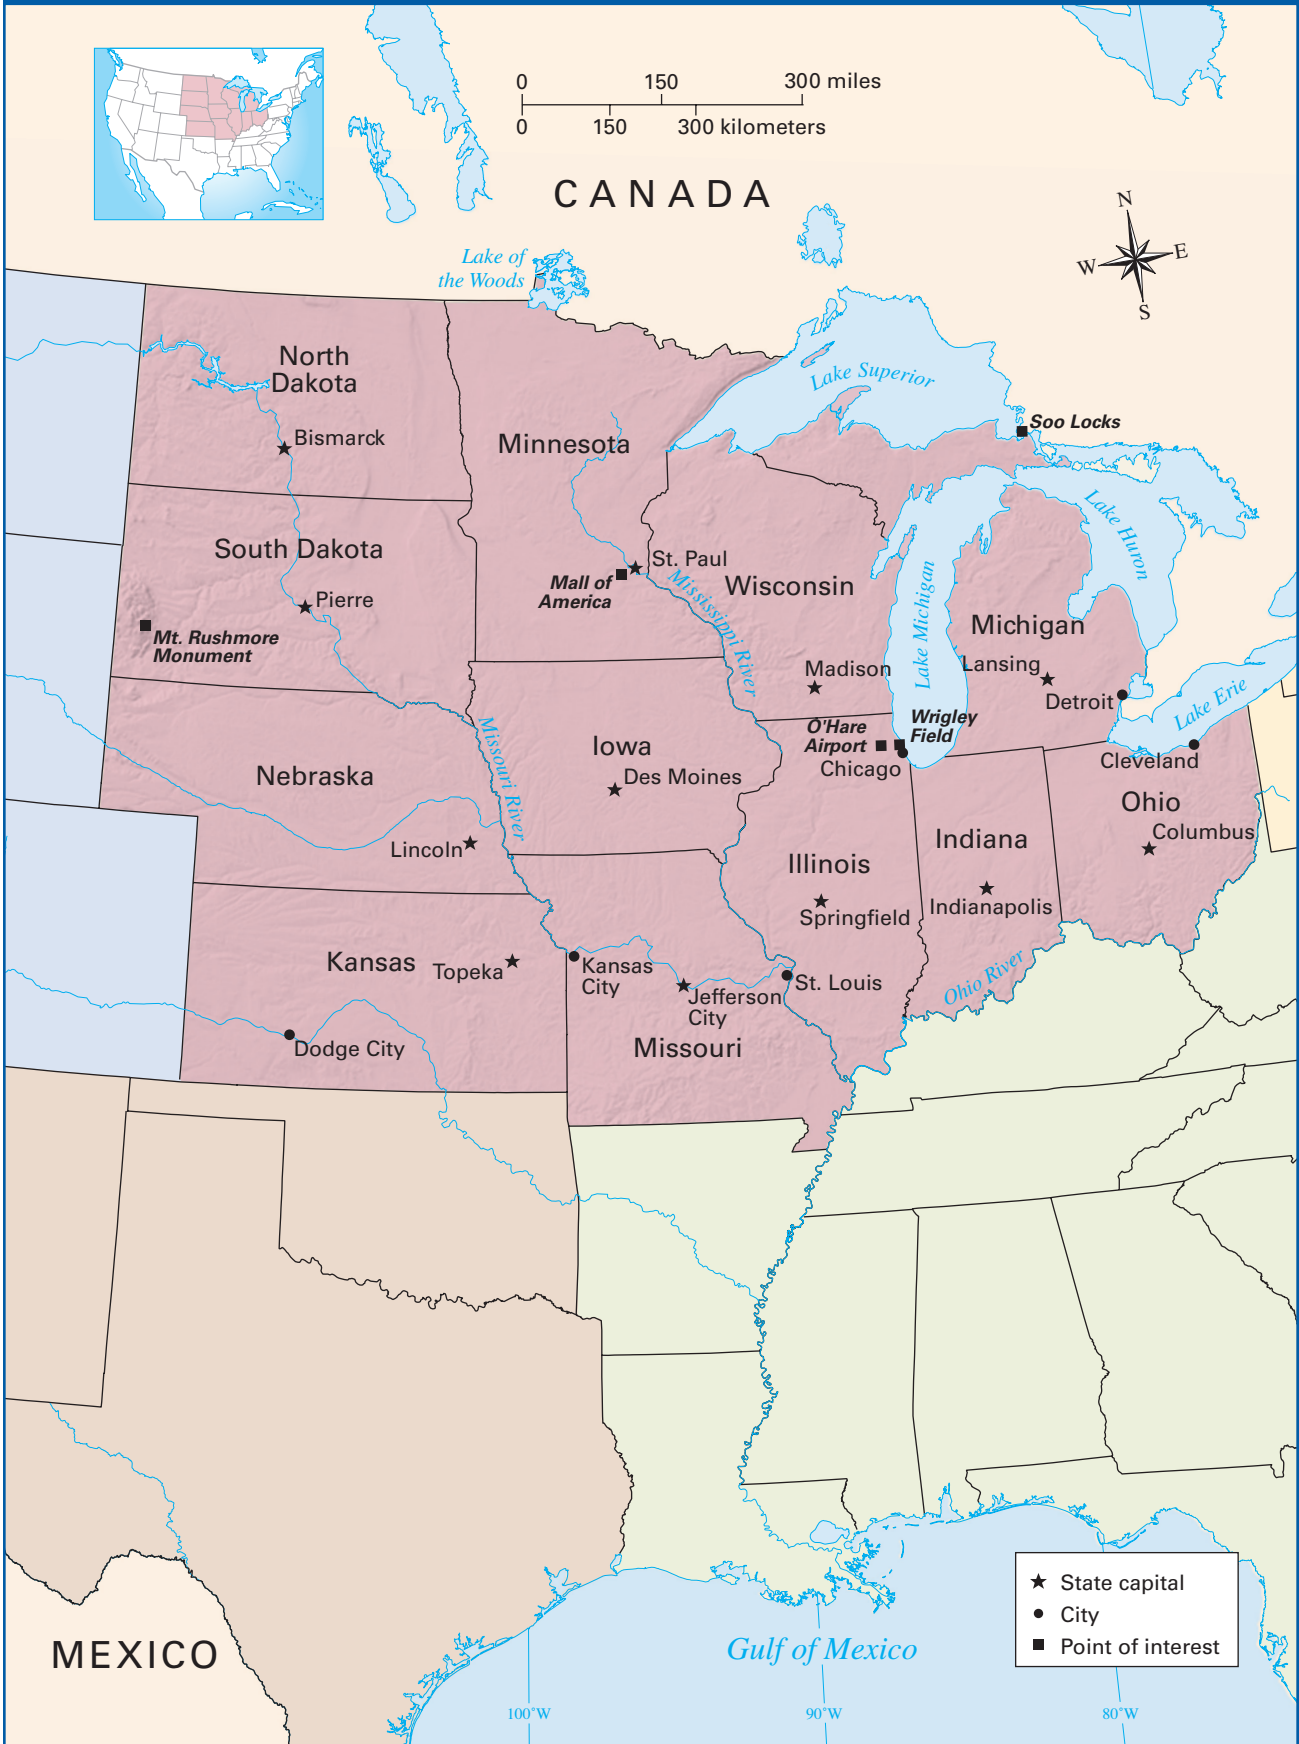 0 150 300 miles
0 150 300 kilometers
CANADA
N
W E
S
Lake of
the Woods
North
Dakota
Bismarck
Minnesota
Lake Superior
Soo Locks
South Dakota
Pierre
Mt. Rushmore
Monument
St. Paul
Mall of
America
Mississippi River
Wisconsin
Madison
Lake Michigan
Lake Huron
Michigan
Lansing
Detroit
Lake Erie
O'Hare
Airport
Wrigley
Field
Chicago
Cleveland
Missouri River
Iowa
Des Moines
Nebraska
Lincoln
Ohio
Columbus
Indiana
Indianapolis
Illinois
Springfield
Kansas
Topeka
Kansas
City
Jefferson
City
St. Louis
Ohio River
Dodge City
Missouri
State capital
City
Point of interest
MEXICO
Gulf of Mexico
100°W
90°W
80°W